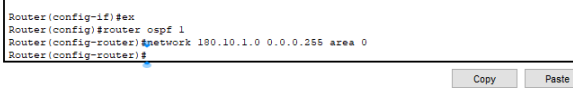 Router(config-if)#ex
Router(config)#router ospf 1
Router(config-router)#network 180.10.1.0 0.0.0.255 area 0
Router(config-router)#
Copy
Paste